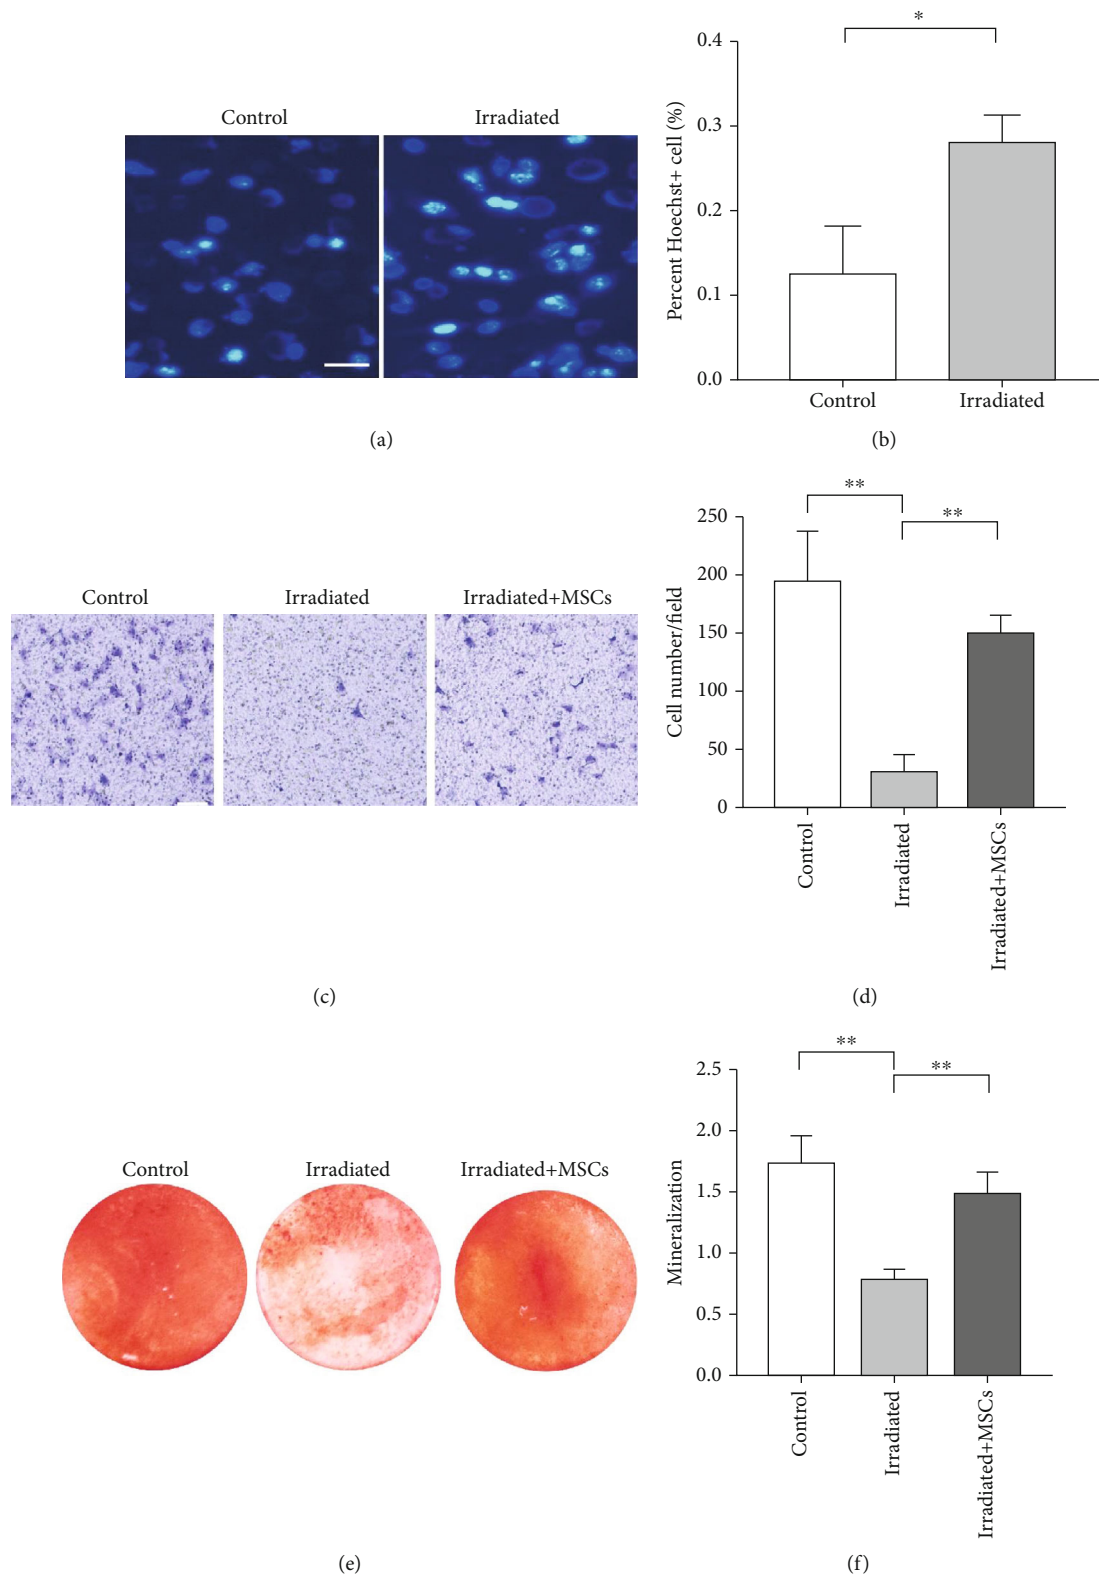 Control
Irradiated
(a)
Percent Hoechst+ cell (%)
0.4
0.3
0.2
0.1
0.0
*
Control
Irradiated
(b)
Control
Irradiated
Irradiated+MSCs
(c)
Cell number/field
250
200
150
100
50
0
**
**
Control
Irradiated
Irradiated+MSCs
(d)
Control
Irradiated
Irradiated+MSCs
(e)
Mineralization
2.5
2.0
1.5
1.0
0.5
0.0
**
**
Control
Irradiated
Irradiated+MSCs
(f)